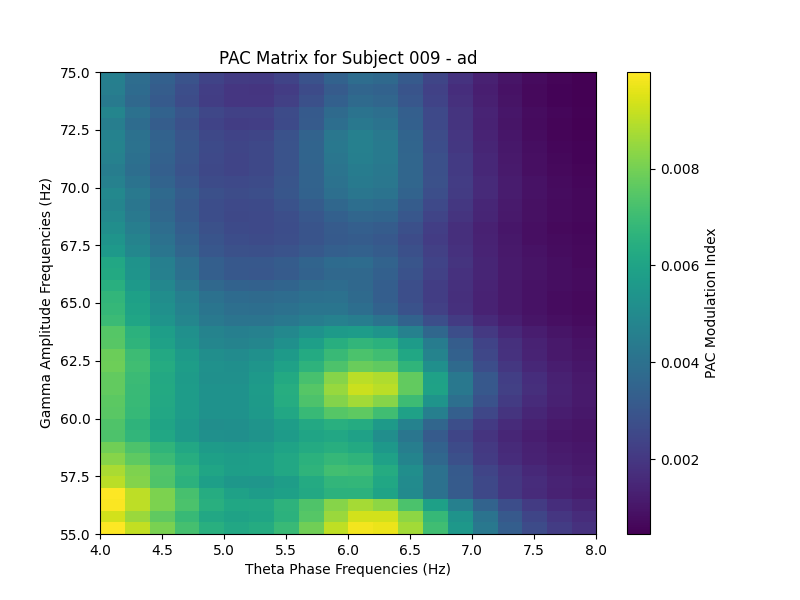 PAC Matrix for Subject 009 - ad
75.0
72.5
70.0
67.5
65.0
62.5
60.0
57.5
55.0
Gamma Amplitude Frequencies (Hz)
4.0 4.5 5.0 5.5 6.0 6.5 7.0 7.5 8.0
Theta Phase Frequencies (Hz)
0.008
0.006
0.004
0.002
PAC Modulation Index